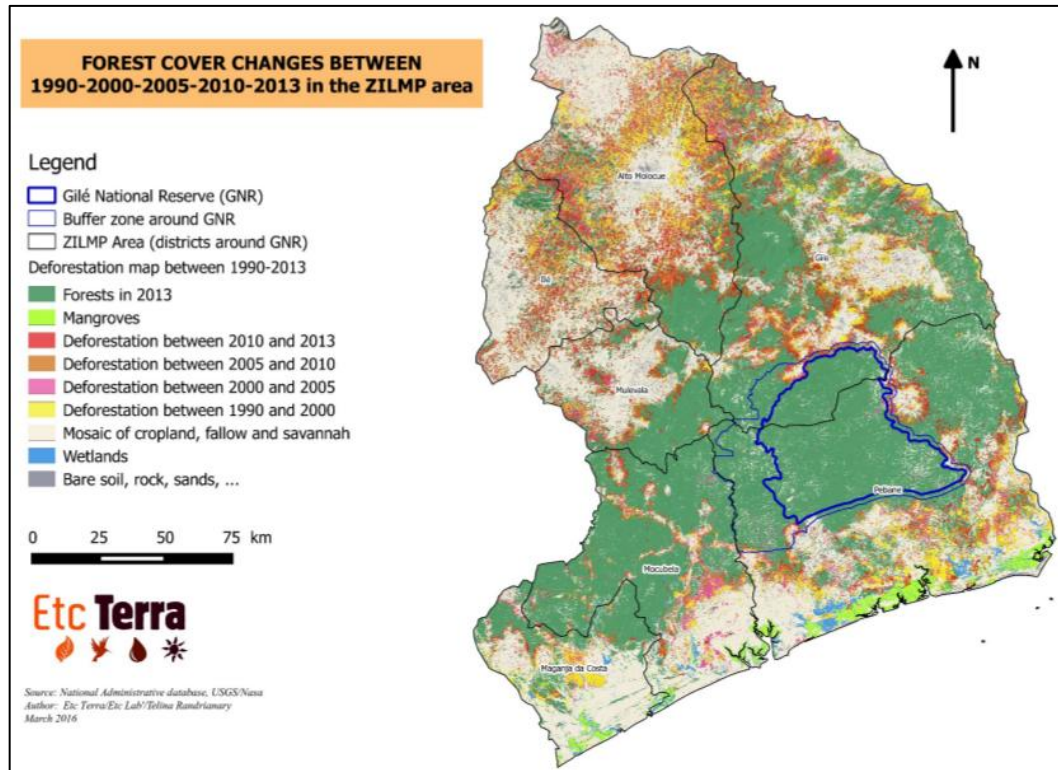 FOREST COVER CHANGES BETWEEN
1990-2000-2005-2010-2013 in the ZILMP area
N
Legend
Gilé National Reserve (GNR)
Buffer zone around GNR
ZILMP Area (districts around GNR)
Deforestation map between 1990-2013
Forests in 2013
Mangroves
Deforestation between 2010 and 2013
Deforestation between 2005 and 2010
Deforestation between 2000 and 2005
Deforestation between 1990 and 2000
Mosaic of cropland, fallow and savannah
Wetlands
Bare soil, rock, sands, ...
0 25 50 75 km
Etc Terra
Source: National Administrative database, USGS/Nasa
Author: Etc Terra/Etc Lab'/Telina Randrianary
March 2016
Alto Molocue
Gile
Ile
Mulevala
Pebane
Mocubela
Maganja da Costa